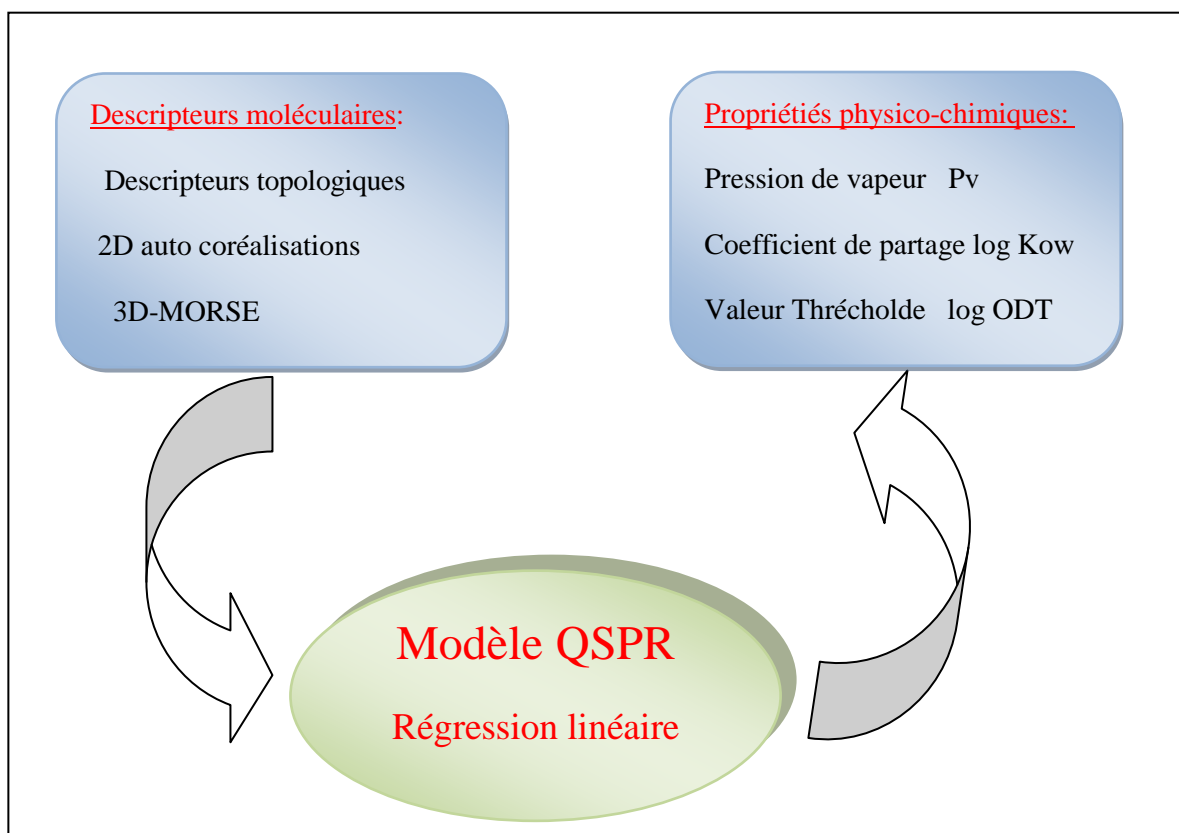 Descripteurs moléculaires:
Descripteurs topologiques
2D auto coréalisations
3D-MORSE
Propriétiés physico-chimiques:
Pression de vapeur Pv
Coefficient de partage log Kow
Valeur Thrécholde log ODT
Modèle QSPR
Régression linéaire